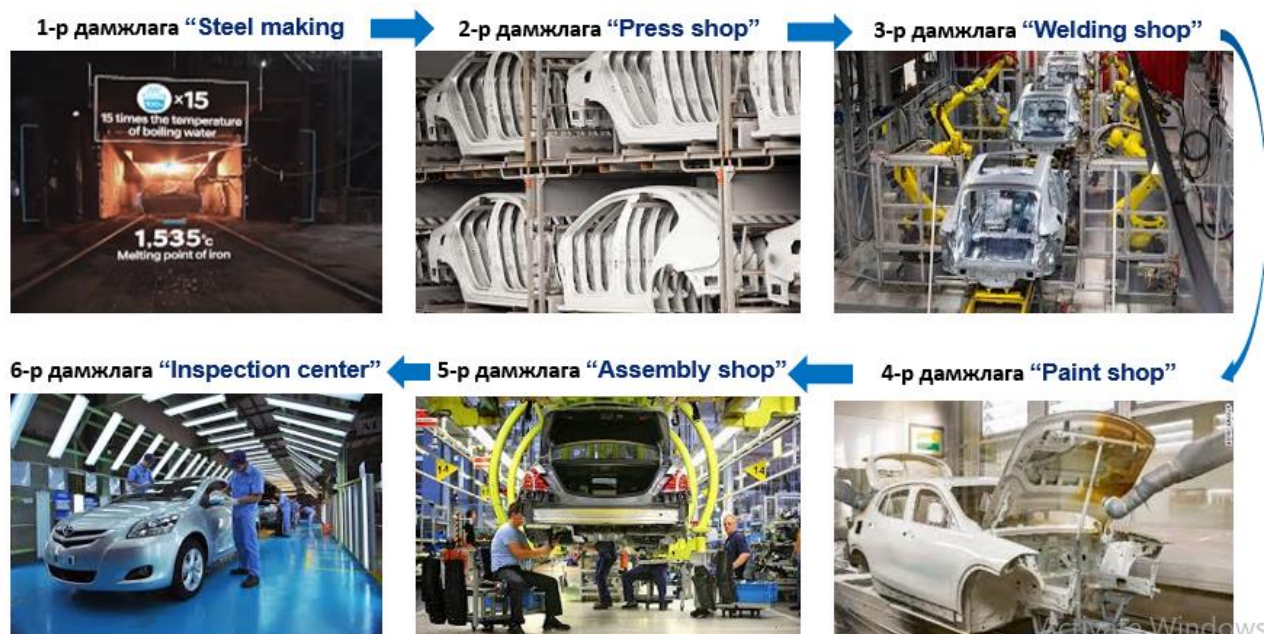 1-р дамжлага “Steel making
2-р дамжлага “Press shop”
3-р дамжлага “Welding shop”
×15
15 times the temperature
of boiling water
1,535°c
Melting point of iron
6-р дамжлага “Inspection center”
5-р дамжлага “Assembly shop”
4-р дамжлага “Paint shop”
14
14
Activate Windows